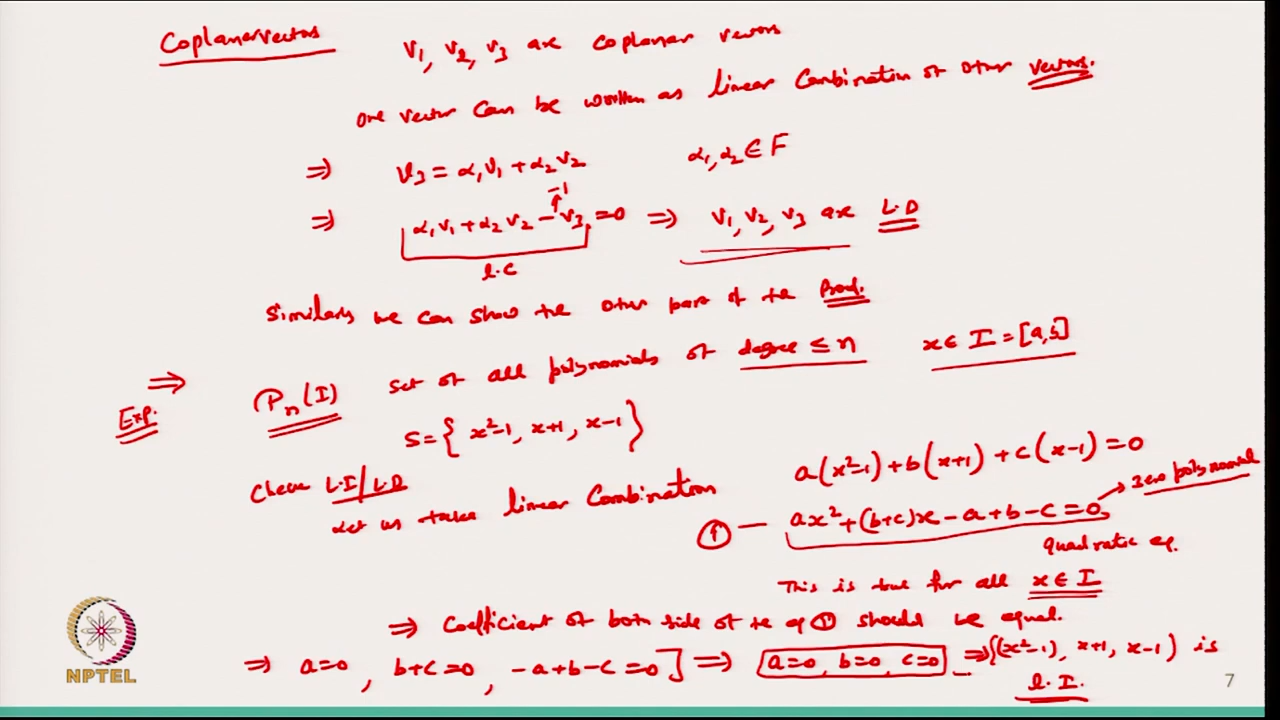 Coplanar vectors
V1, V2, V3 are coplanar vectors
one vector can be written as linear Combination of other vectors.
⇒ V3 = α1V1 + α2V2    α1, α2 ∈ F
-1
⇒ α1V1 + α2V2 - V3 = 0 ⇒ V1, V2, V3 are L.D
l.c
Similarly we can show the other part of the Proof.
⇒ Pn(I) set of all polynomials of degree ≤ n    x ∈ I = [a,b]
Exp.
S = { x²-1, x+1, x-1 }
Check L.I/L.D
a(x²-1) + b(x+1) + c(x-1) = 0
Let us take linear Combination
① — ax² + (b+c)x - a + b - c = 0 → zero polynomial
quadratic eq.
This is true for all x ∈ I
⇒ Coefficient of both side of the eq ① should be equal.
⇒ a=0, b+c=0, -a+b-c=0 ] ⇒ a=0, b=0, c=0 ⇒ {(x²-1), x+1, x-1) is
l.I.
NPTEL
7